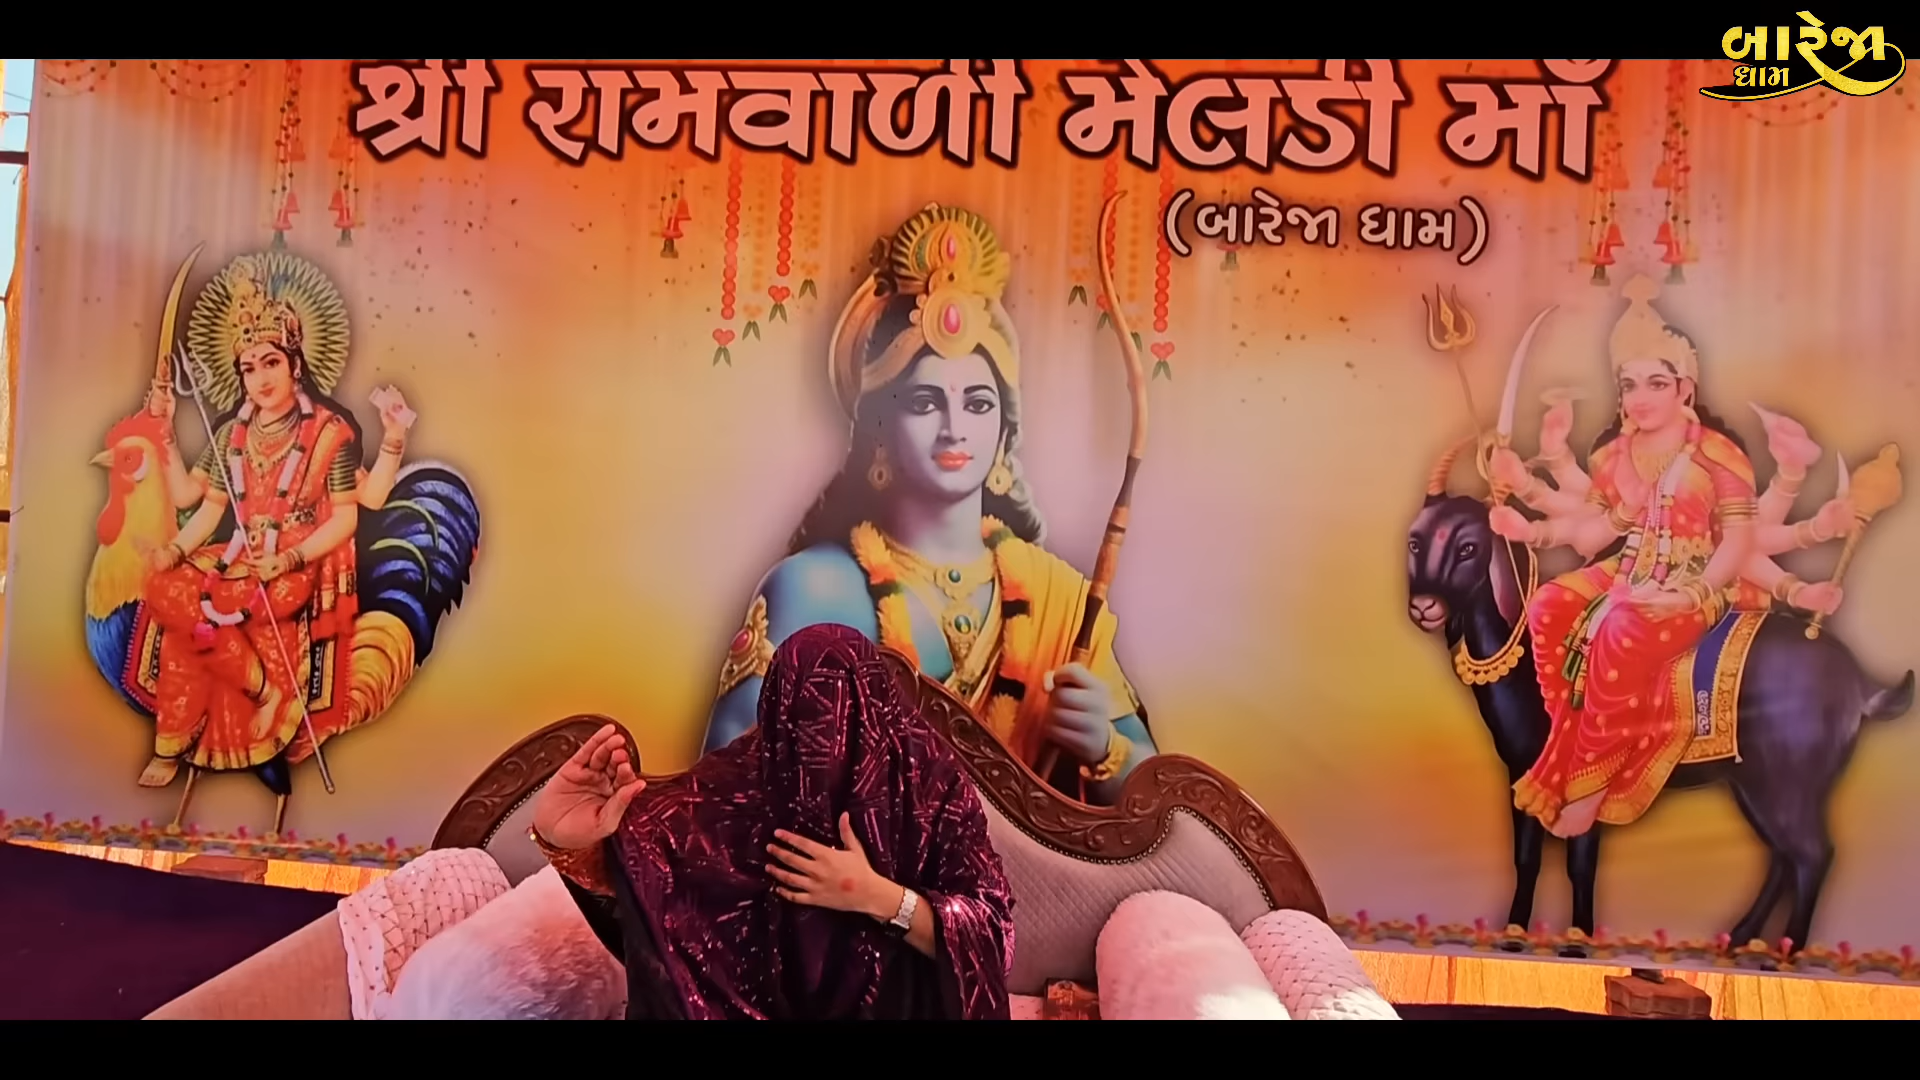 શ્રી રામવાળી મેલડી માઁ
(બારેજા ધામ)
બારેજા
ધામ